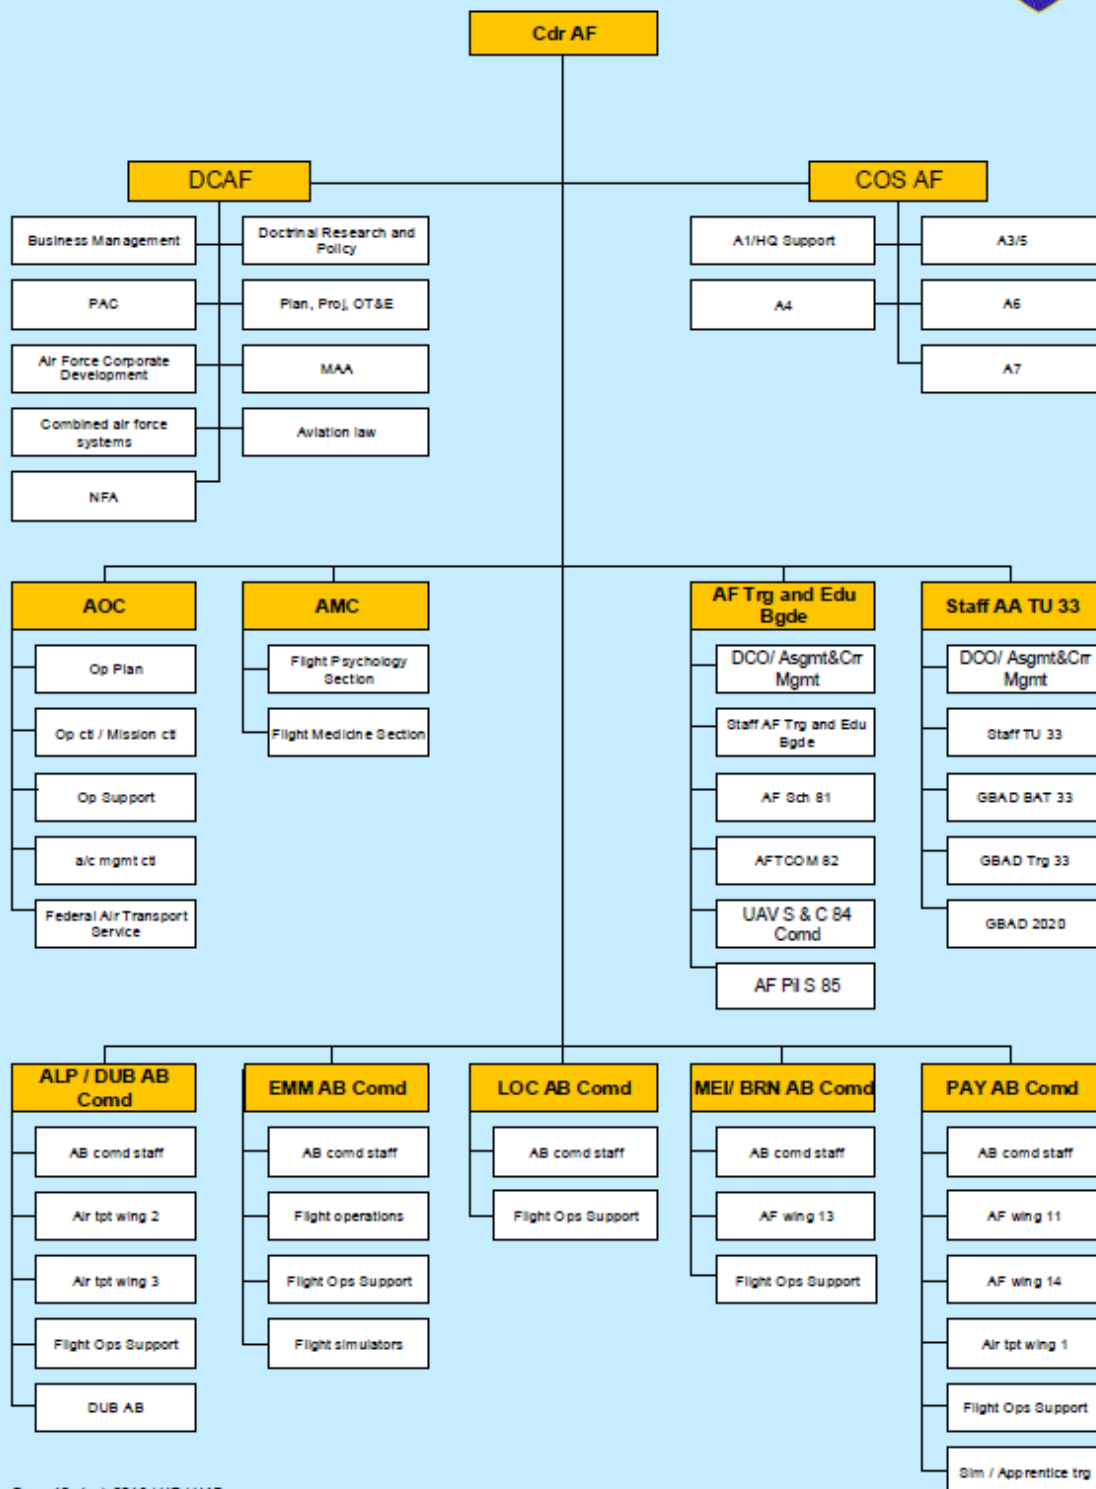 Cdr AF
DCAF
COS AF
Business Management
Doctrinal Research and
Policy
PAC
Plan, Proj, OT&E
Air Force Corporate
Development
MAA
Combined air force
systems
Aviation law
NFA
A1/HQ Support
A3/5
A4
A6
A7
AOC
Op Plan
Op ctl / Mission ctl
Op Support
a/c mgmt ctl
Federal Air Transport
Service
AMC
Flight Psychology
Section
Flight Medicine Section
AF Trg and Edu
Bgde
DCO/ Asgmt&Crr
Mgmt
Staff AF Trg and Edu
Bgde
AF Sch 81
AFTCOM 82
UAV S & C 84
Comd
AF Pil S 85
Staff AA TU 33
DCO/ Asgmt&Crr
Mgmt
Staff TU 33
GBAD BAT 33
GBAD Trg 33
GBAD 2020
ALP / DUB AB
Comd
AB comd staff
Air tpt wing 2
Air tpt wing 3
Flight Ops Support
DUB AB
EMM AB Comd
AB comd staff
Flight operations
Flight Ops Support
Flight simulators
LOC AB Comd
AB comd staff
Flight Ops Support
MEI/ BRN AB Comd
AB comd staff
AF wing 13
Flight Ops Support
PAY AB Comd
AB comd staff
AF wing 11
AF wing 14
Air tpt wing 1
Flight Ops Support
Sim / Apprentice trg